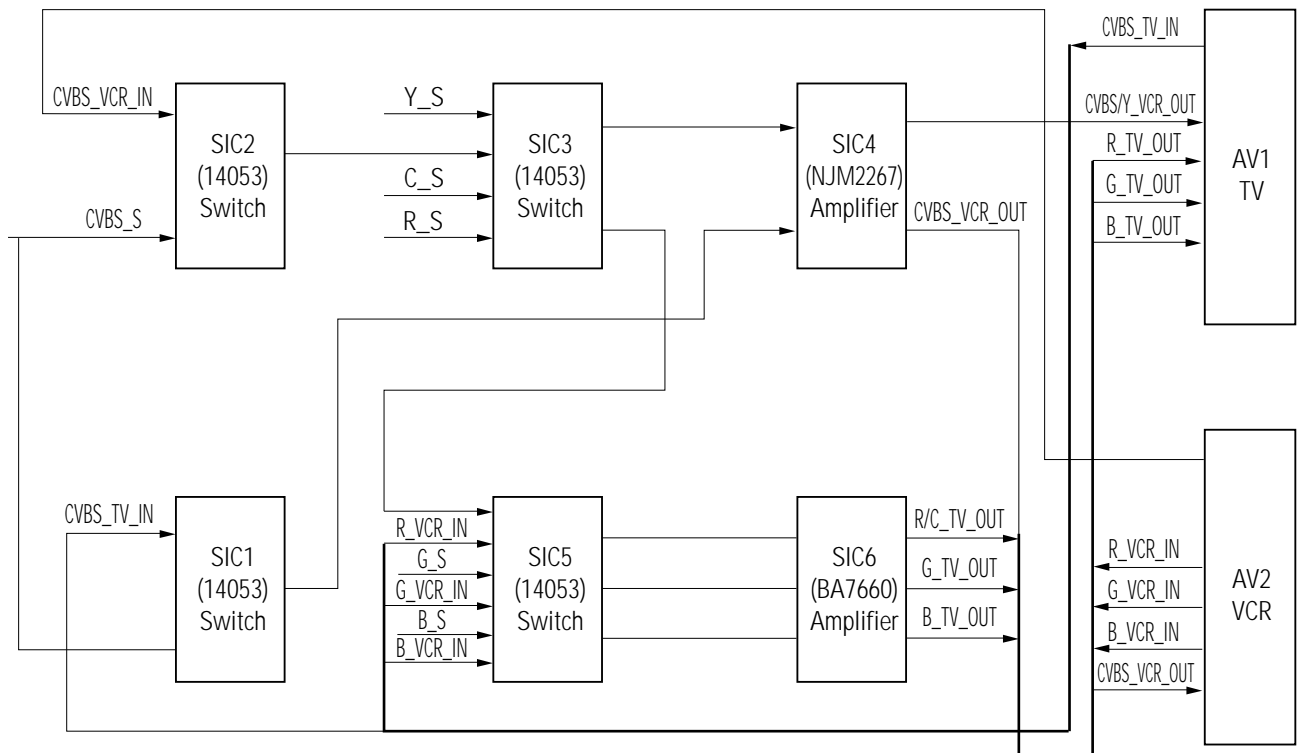 CVBS_TV_IN
CVBS_VCR_IN
SIC2
(14053)
Switch
CVBS_S
Y_S
C_S
R_S
SIC3
(14053)
Switch
SIC4
(NJM2267)
Amplifier
CVBS_VCR_OUT
CVBS/Y_VCR_OUT
R_TV_OUT
G_TV_OUT
B_TV_OUT
AV1
TV
CVBS_TV_IN
SIC1
(14053)
Switch
R_VCR_IN
G_S
G_VCR_IN
B_S
B_VCR_IN
SIC5
(14053)
Switch
SIC6
(BA7660)
Amplifier
R/C_TV_OUT
G_TV_OUT
B_TV_OUT
R_VCR_IN
G_VCR_IN
B_VCR_IN
CVBS_VCR_OUT
AV2
VCR